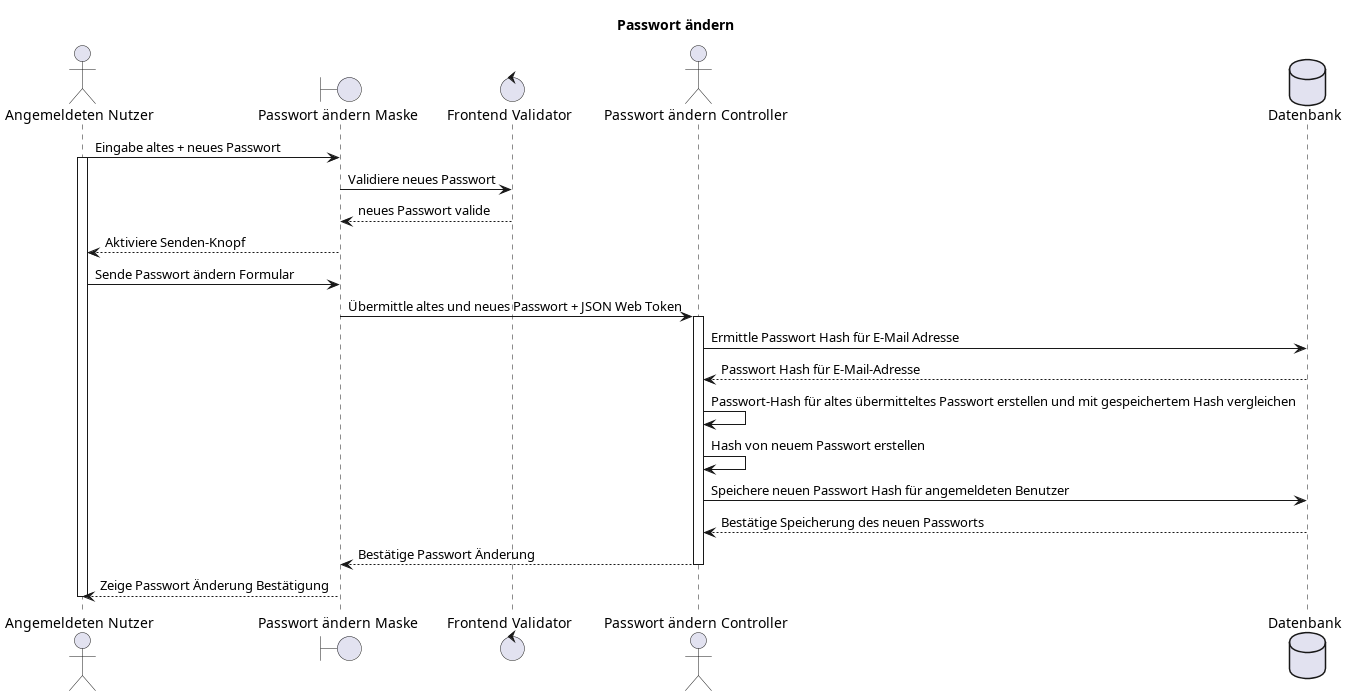 Passwort ändern
Angemeldeten Nutzer
Passwort ändern Maske
Frontend Validator
Passwort ändern Controller
Datenbank
Eingabe altes + neues Passwort
Validiere neues Passwort
neues Passwort valide
Aktiviere Senden-Knopf
Sende Passwort ändern Formular
Übermittle altes und neues Passwort + JSON Web Token
Ermittle Passwort Hash für E-Mail Adresse
Passwort Hash für E-Mail-Adresse
Passwort-Hash für altes übermitteltes Passwort erstellen und mit gespeichertem Hash vergleichen
Hash von neuem Passwort erstellen
Speichere neuen Passwort Hash für angemeldeten Benutzer
Bestätige Speicherung des neuen Passworts
Bestätige Passwort Änderung
Zeige Passwort Änderung Bestätigung
Angemeldeten Nutzer
Passwort ändern Maske
Frontend Validator
Passwort ändern Controller
Datenbank